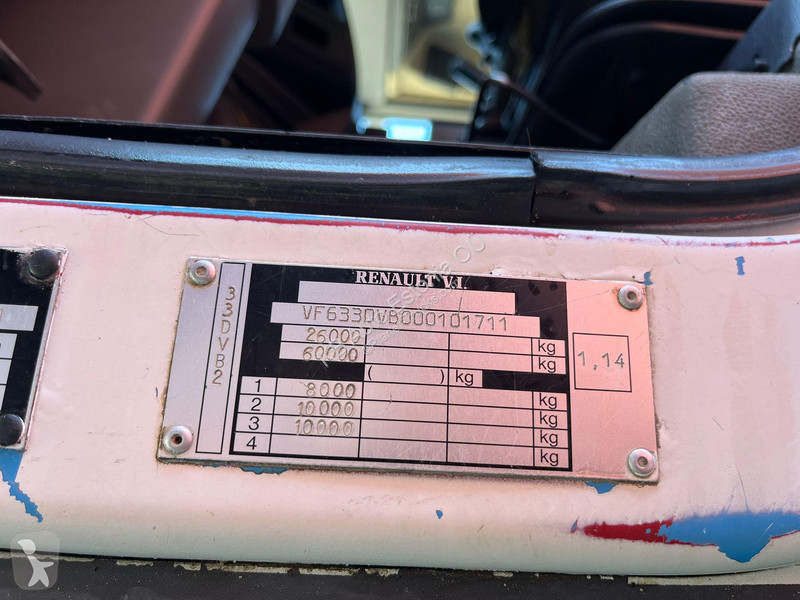 RENAULT V.I.
33DVB2
VF633DVB000101711
26000 kg
60000 kg
( ) kg
1 8000 kg
2 10000 kg
3 10000 kg
4 kg
1,14